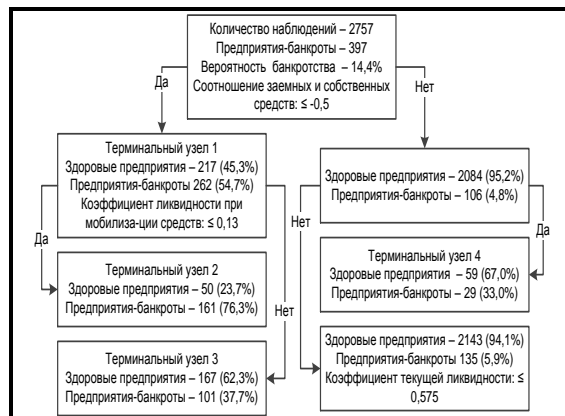 Количество наблюдений – 2757
Предприятия-банкроты – 397
Вероятность банкротства – 14,4%
Соотношение заемных и собственных
средств: ≤ -0,5
Да
Нет
Терминальный узел 1
Здоровые предприятия – 217 (45,3%)
Предприятия-банкроты 262 (54,7%)
Коэффициент ликвидности при
мобилиза-ции средств: ≤ 0,13
Здоровые предприятия – 2084 (95,2%)
Предприятия-банкроты – 106 (4,8%)
Да
Нет
Да
Терминальный узел 2
Здоровые предприятия – 50 (23,7%)
Предприятия-банкроты – 161 (76,3%)
Нет
Терминальный узел 4
Здоровые предприятия – 59 (67,0%)
Предприятия-банкроты – 29 (33,0%)
Терминальный узел 3
Здоровые предприятия – 167 (62,3%)
Предприятия-банкроты – 101 (37,7%)
Здоровые предприятия – 2143 (94,1%)
Предприятия-банкроты 135 (5,9%)
Коэффициент текущей ликвидности: ≤
0,575